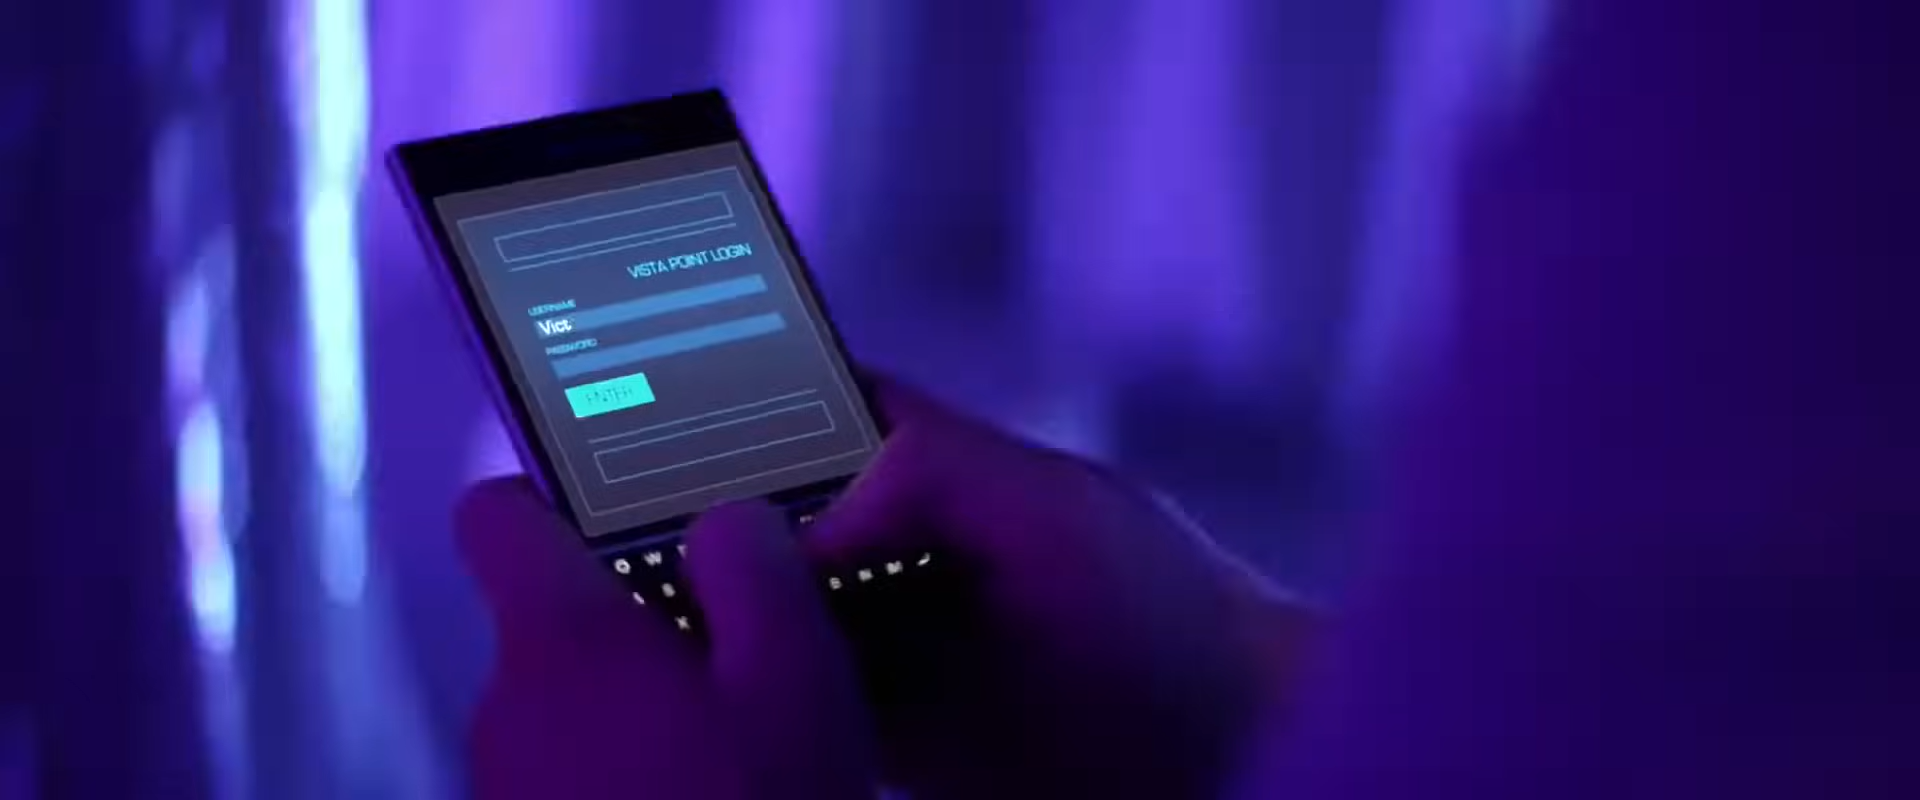 VISTA POINT LOGIN
USERNAME
Vict
PASSWORD
ENTER
Q W
S
X
B N M